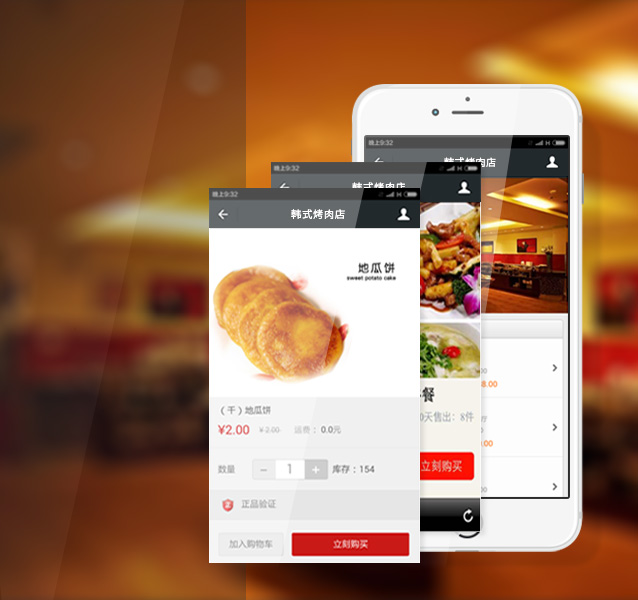 晚上9:32
韩式烤肉店
晚上9:32
韩式烤肉店
晚上9:32
韩式烤肉店
地瓜饼
sweet potato cake
（干）地瓜饼
¥2.00 ¥ 2.00 运费： 0.0元
数量 － 1 ＋ 库存：154
正品验证
加入购物车 立刻购买
餐
0天售出：8件
立刻购买
00
8.00
.00
00